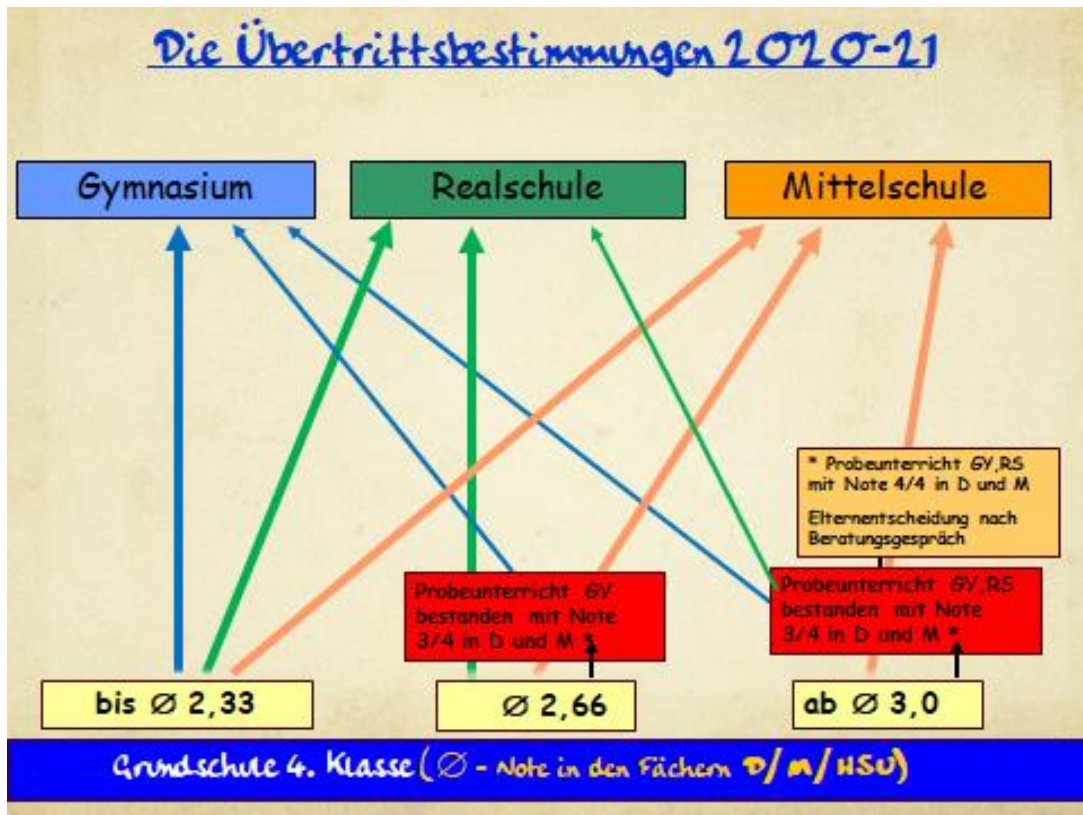 Die Übertrittsbestimmungen 2020-21
Gymnasium
Realschule
Mittelschule
* Probeunterricht GY,RS
mit Note 4/4 in D und M
Elternentscheidung nach
Beratungsgespräch
Probeunterricht GY
bestanden mit Note
3/4 in D und M *
Probeunterricht GY,RS
bestanden mit Note
3/4 in D und M *
bis ∅ 2,33
∅ 2,66
ab ∅ 3,0
Grundschule 4. Klasse (∅ - Note in den Fächern D/M/HSU)